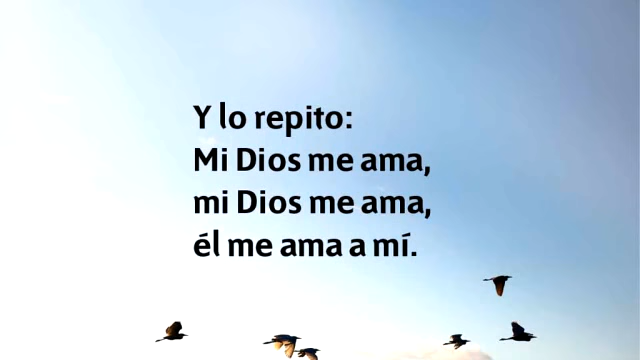 Y lo repito:
Mi Dios me ama,
mi Dios me ama,
él me ama a mí.